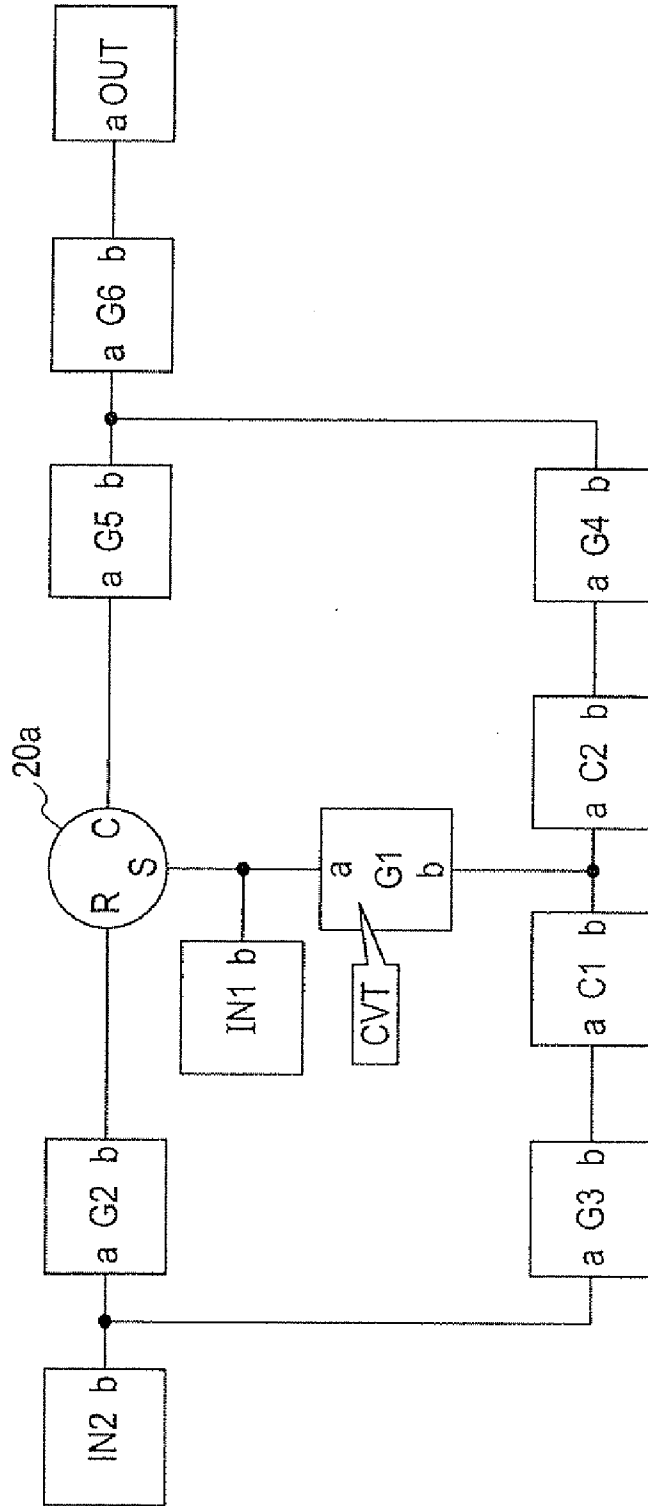 20a
IN2 b
a G2 b
R C
S
a G5 b
a G6 b
a OUT
IN1 b
CVT
a
G1
b
a G3 b
a C1 b
a C2 b
a G4 b